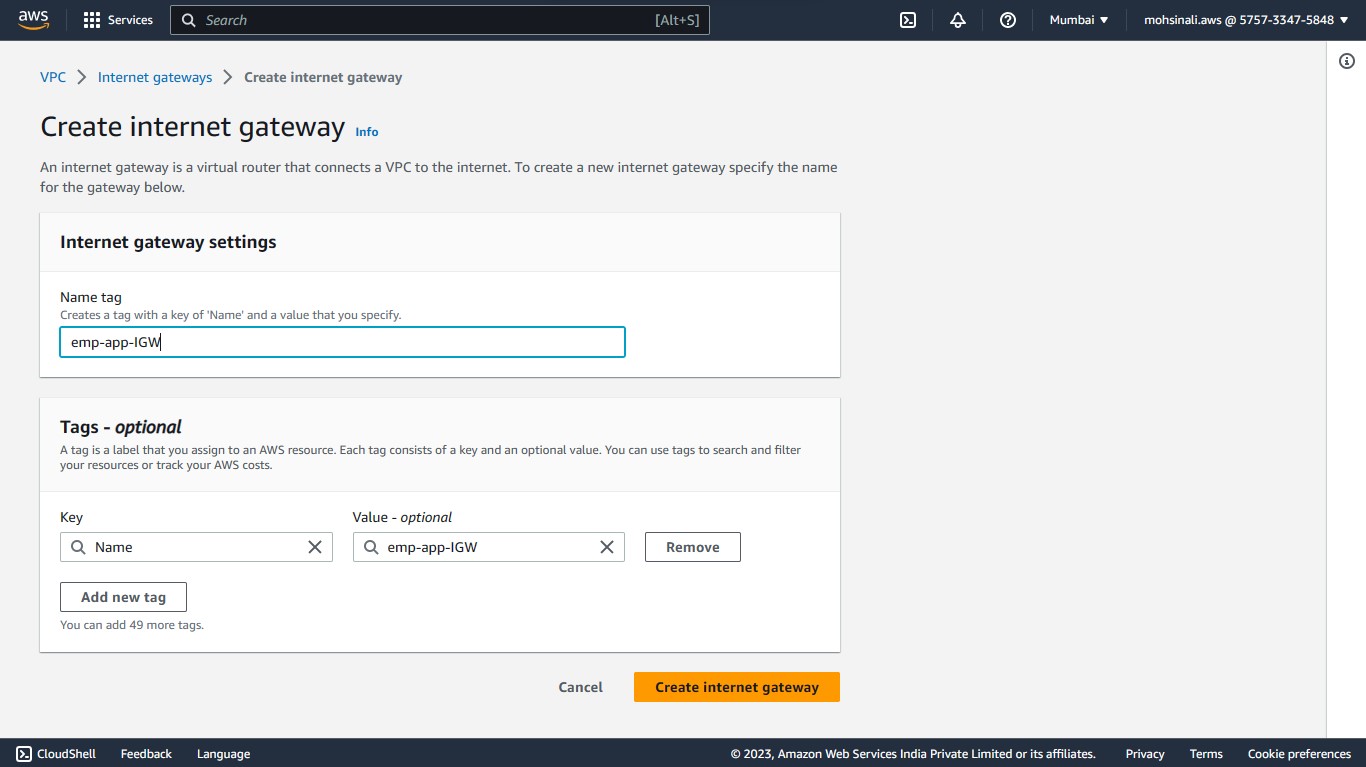 aws
Services
Search [Alt+S]
Mumbai
mohsinali.aws @ 5757-3347-5848
VPC
Internet gateways
Create internet gateway
Create internet gateway
Info
An internet gateway is a virtual router that connects a VPC to the internet. To create a new internet gateway specify the name
for the gateway below.
Internet gateway settings
Name tag
Creates a tag with a key of 'Name' and a value that you specify.
emp-app-IGW
Tags - optional
A tag is a label that you assign to an AWS resource. Each tag consists of a key and an optional value. You can use tags to search and filter
your resources or track your AWS costs.
Key
Value - optional
Name
emp-app-IGW
Remove
Add new tag
You can add 49 more tags.
Cancel
Create internet gateway
CloudShell
Feedback
Language
© 2023, Amazon Web Services India Private Limited or its affiliates.
Privacy
Terms
Cookie preferences